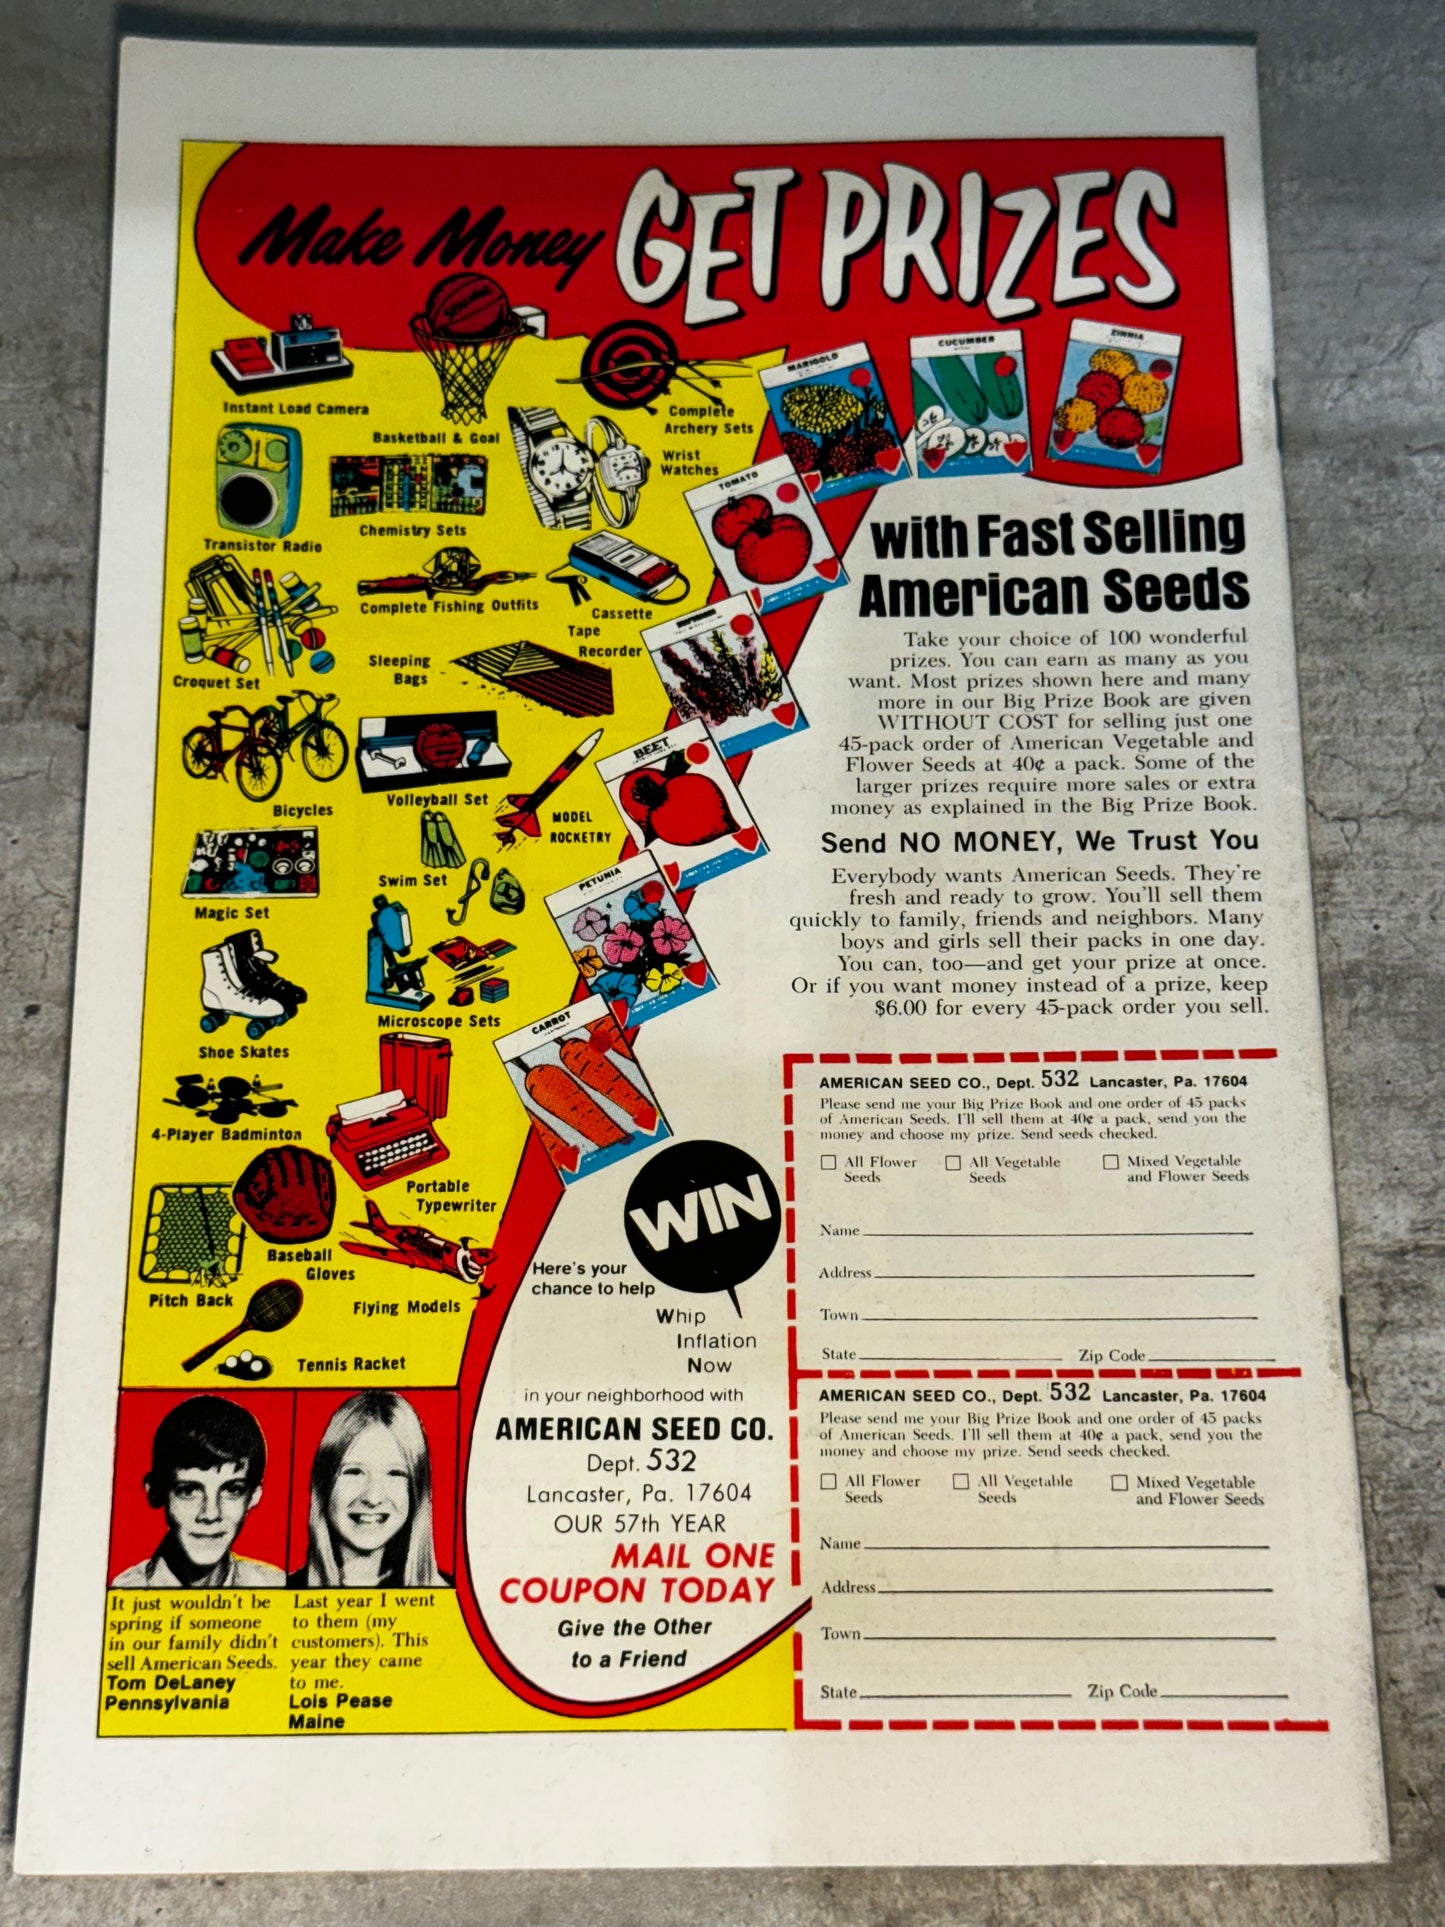 Make Money GET PRIZES
Instant Load Camera
Basketball & Goal
Complete
Archery Sets
Wrist
Watches
Transistor Radio
Chemistry Sets
Complete Fishing Outfits
Cassette
Tape
Recorder
Croquet Set
Sleeping
Bags
Bicycles
Volleyball Set
MODEL
ROCKETRY
Magic Set
Swim Set
Shoe Skates
Microscope Sets
4-Player Badminton
Portable
Typewriter
Pitch Back
Baseball
Gloves
Flying Models
Tennis Racket
MARIGOLD
CUCUMBER
ZINNIA
TOMATO
BEET
PETUNIA
CARROT
with Fast Selling
American Seeds
Take your choice of 100 wonderful
prizes. You can earn as many as you
want. Most prizes shown here and many
more in our Big Prize Book are given
WITHOUT COST for selling just one
45-pack order of American Vegetable and
Flower Seeds at 40¢ a pack. Some of the
larger prizes require more sales or extra
money as explained in the Big Prize Book.
Send NO MONEY, We Trust You
Everybody wants American Seeds. They're
fresh and ready to grow. You'll sell them
quickly to family, friends and neighbors. Many
boys and girls sell their packs in one day.
You can, too—and get your prize at once.
Or if you want money instead of a prize, keep
$6.00 for every 45-pack order you sell.
WIN
Here's your
chance to help
Whip
Inflation
Now
in your neighborhood with
AMERICAN SEED CO.
Dept. 532
Lancaster, Pa. 17604
OUR 57th YEAR
MAIL ONE
COUPON TODAY
Give the Other
to a Friend
It just wouldn't be
spring if someone
in our family didn't
sell American Seeds.
Tom DeLaney
Pennsylvania
Last year I went
to them (my
customers). This
year they came
to me.
Lois Pease
Maine
AMERICAN SEED CO., Dept. 532 Lancaster, Pa. 17604
Please send me your Big Prize Book and one order of 45 packs
of American Seeds. I'll sell them at 40¢ a pack, send you the
money and choose my prize. Send seeds checked.
All Flower
Seeds
All Vegetable
Seeds
Mixed Vegetable
and Flower Seeds
Name
Address
Town
State Zip Code
AMERICAN SEED CO., Dept. 532 Lancaster, Pa. 17604
Please send me your Big Prize Book and one order of 45 packs
of American Seeds. I'll sell them at 40¢ a pack, send you the
money and choose my prize. Send seeds checked.
All Flower
Seeds
All Vegetable
Seeds
Mixed Vegetable
and Flower Seeds
Name
Address
Town
State Zip Code